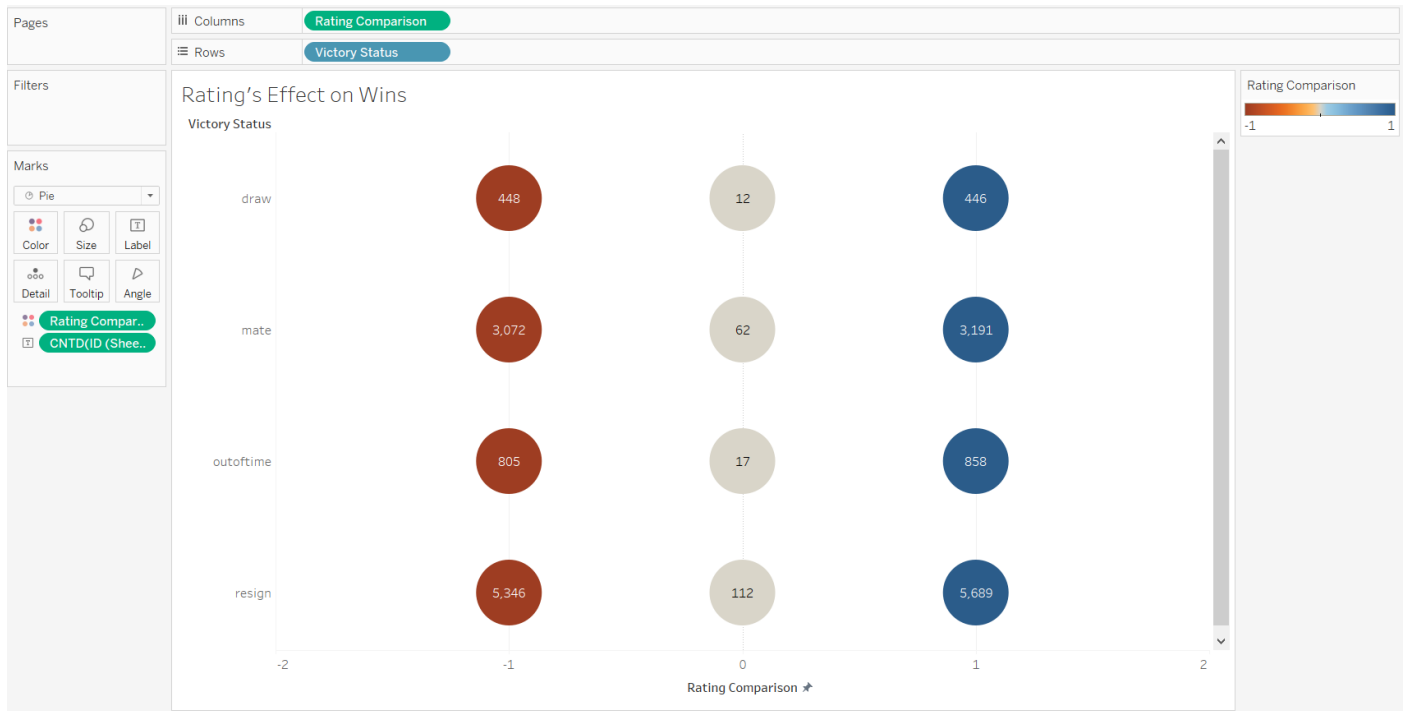 Pages
Columns
Rating Comparison
Rows
Victory Status
Filters
Marks
Pie
Color
Size
Label
Detail
Tooltip
Angle
Rating Compar..
CNTD(ID (Shee..
Rating's Effect on Wins
Victory Status
draw
448
12
446
mate
3,072
62
3,191
outoftime
805
17
858
resign
5,346
112
5,689
-2
-1
0
1
2
Rating Comparison
Rating Comparison
-1
1